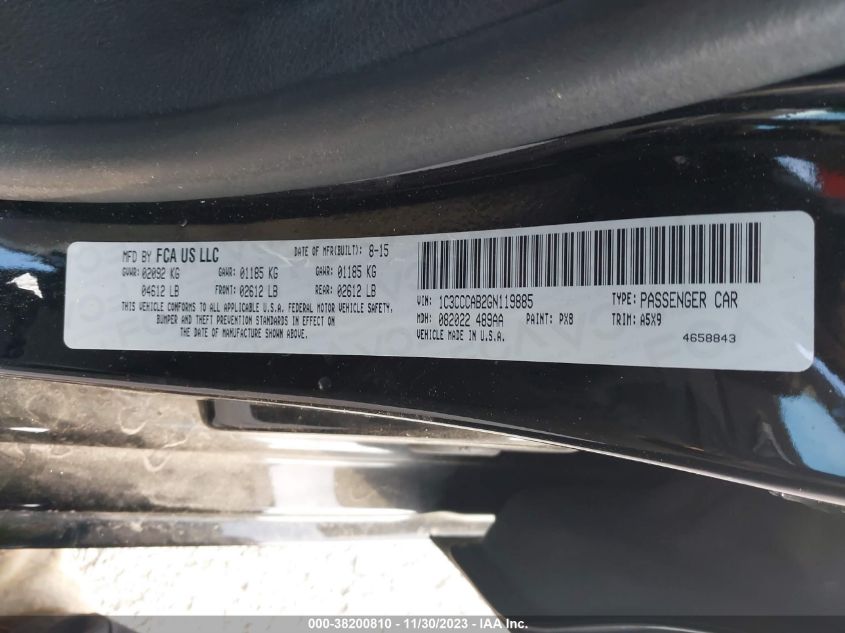 MFD BY FCA US LLC DATE OF MFR(BUILT): 8-15
GVWR: 02092 KG GAWR: 01185 KG GAWR: 01185 KG
04612 LB FRONT: 02612 LB REAR: 02612 LB
THIS VEHICLE CONFORMS TO ALL APPLICABLE U.S.A. FEDERAL MOTOR VEHICLE SAFETY,
BUMPER AND THEFT PREVENTION STANDARDS IN EFFECT ON
THE DATE OF MANUFACTURE SHOWN ABOVE.
VIN: 1C3CCCAB2GN119885 TYPE: PASSENGER CAR
MDH: 082022 489AA PAINT: PX8 TRIM: A5X9
VEHICLE MADE IN U.S.A. 4658843
000-38200810 - 11/30/2023 - IAA Inc.